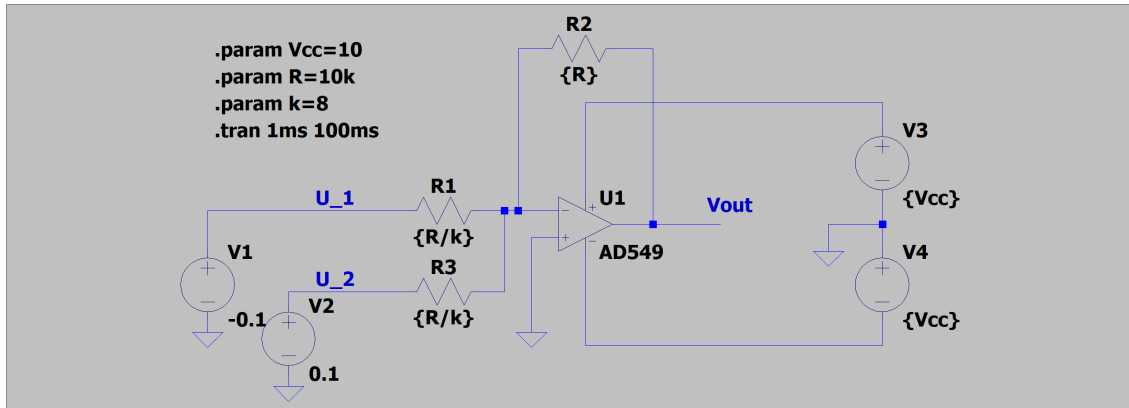 .param Vcc=10
.param R=10k
.param k=8
.tran 1ms 100ms
R2
{R}
V3
{Vcc}
R1
{R/k}
U_1
U1
AD549
Vout
V1
-0.1
R3
{R/k}
U_2
V2
0.1
V4
{Vcc}